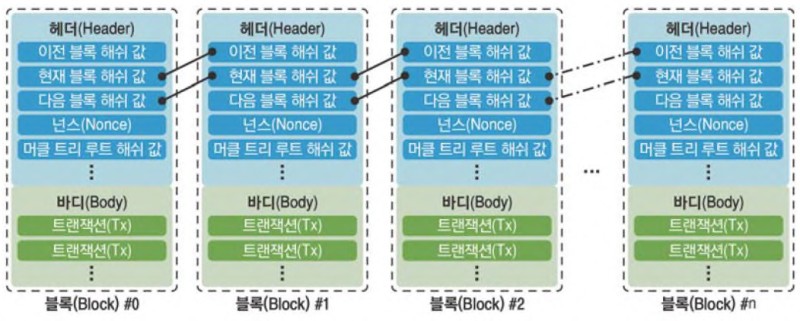 헤더(Header)
이전 블록 해쉬 값
현재 블록 해쉬 값
다음 블록 해쉬 값
넌스(Nonce)
머클 트리 루트 해쉬 값
⋮
바디(Body)
트랜잭션(Tx)
트랜잭션(Tx)
⋮
블록(Block) #0
헤더(Header)
이전 블록 해쉬 값
현재 블록 해쉬 값
다음 블록 해쉬 값
넌스(Nonce)
머클 트리 루트 해쉬 값
⋮
바디(Body)
트랜잭션(Tx)
트랜잭션(Tx)
⋮
블록(Block) #1
헤더(Header)
이전 블록 해쉬 값
현재 블록 해쉬 값
다음 블록 해쉬 값
넌스(Nonce)
머클 트리 루트 해쉬 값
⋮
바디(Body)
트랜잭션(Tx)
트랜잭션(Tx)
⋮
블록(Block) #2
...
헤더(Header)
이전 블록 해쉬 값
현재 블록 해쉬 값
다음 블록 해쉬 값
넌스(Nonce)
머클 트리 루트 해쉬 값
⋮
바디(Body)
트랜잭션(Tx)
트랜잭션(Tx)
⋮
블록(Block) #n